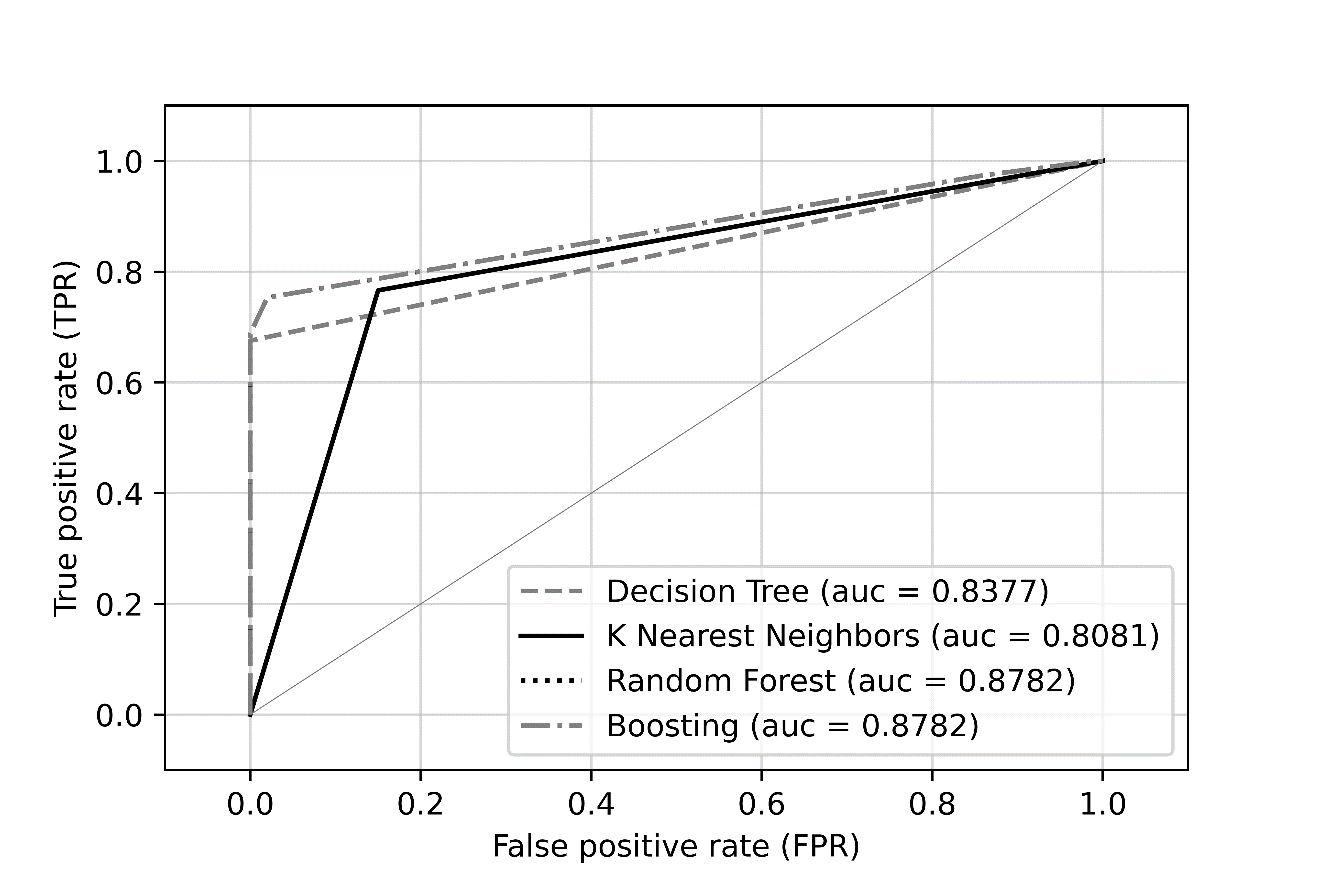 1.0
0.8
0.6
0.4
0.2
0.0
True positive rate (TPR)
Decision Tree (auc = 0.8377)
K Nearest Neighbors (auc = 0.8081)
Random Forest (auc = 0.8782)
Boosting (auc = 0.8782)
0.0 0.2 0.4 0.6 0.8 1.0
False positive rate (FPR)